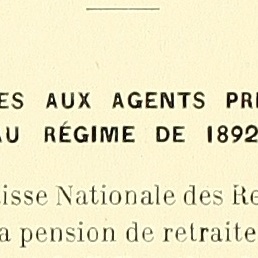 ES AUX AGENTS PR
AU RÉGIME DE 1892
isse Nationale des Re
a pension de retraite